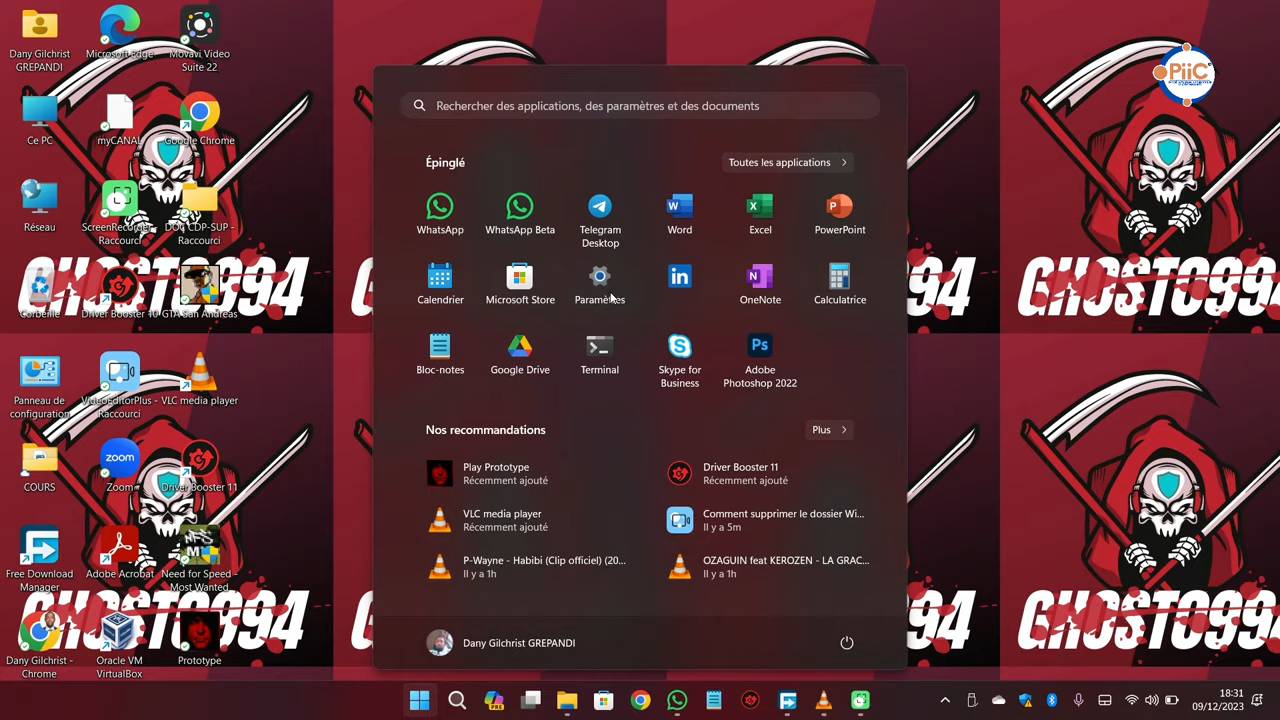 Dany Gilchrist
GREPANDI
Microsoft Edge
Movavi Video
Suite 22
Ce PC
myCANAL
Google Chrome
Réseau
ScreenRecorder -
Raccourci
DOC CDP-SUP -
Raccourci
Corbeille
Driver Booster 10
GTA San Andreas
Panneau de
configuration
VideoEditorPlus -
Raccourci
VLC media player
COURS
Zoom
Driver Booster 11
Free Download
Manager
Adobe Acrobat
Need for Speed -
Most Wanted
Dany Gilchrist -
Chrome
Oracle VM
VirtualBox
Prototype
GHOST0994
GHOST0994
GHOST0994
GHOST0994
PiiC
Rechercher des applications, des paramètres et des documents
Épinglé
Toutes les applications
WhatsApp
WhatsApp Beta
Telegram
Desktop
Word
Excel
PowerPoint
Calendrier
Microsoft Store
Paramètres
OneNote
Calculatrice
Bloc-notes
Google Drive
Terminal
Skype for
Business
Adobe
Photoshop 2022
Nos recommandations
Plus
Play Prototype
Récemment ajouté
Driver Booster 11
Récemment ajouté
VLC media player
Récemment ajouté
Comment supprimer le dossier Wi...
Il y a 5m
P-Wayne - Habibi (Clip officiel) (20...
Il y a 1h
OZAGUIN feat KEROZEN - LA GRAC...
Il y a 1h
Dany Gilchrist GREPANDI
18:31
09/12/2023